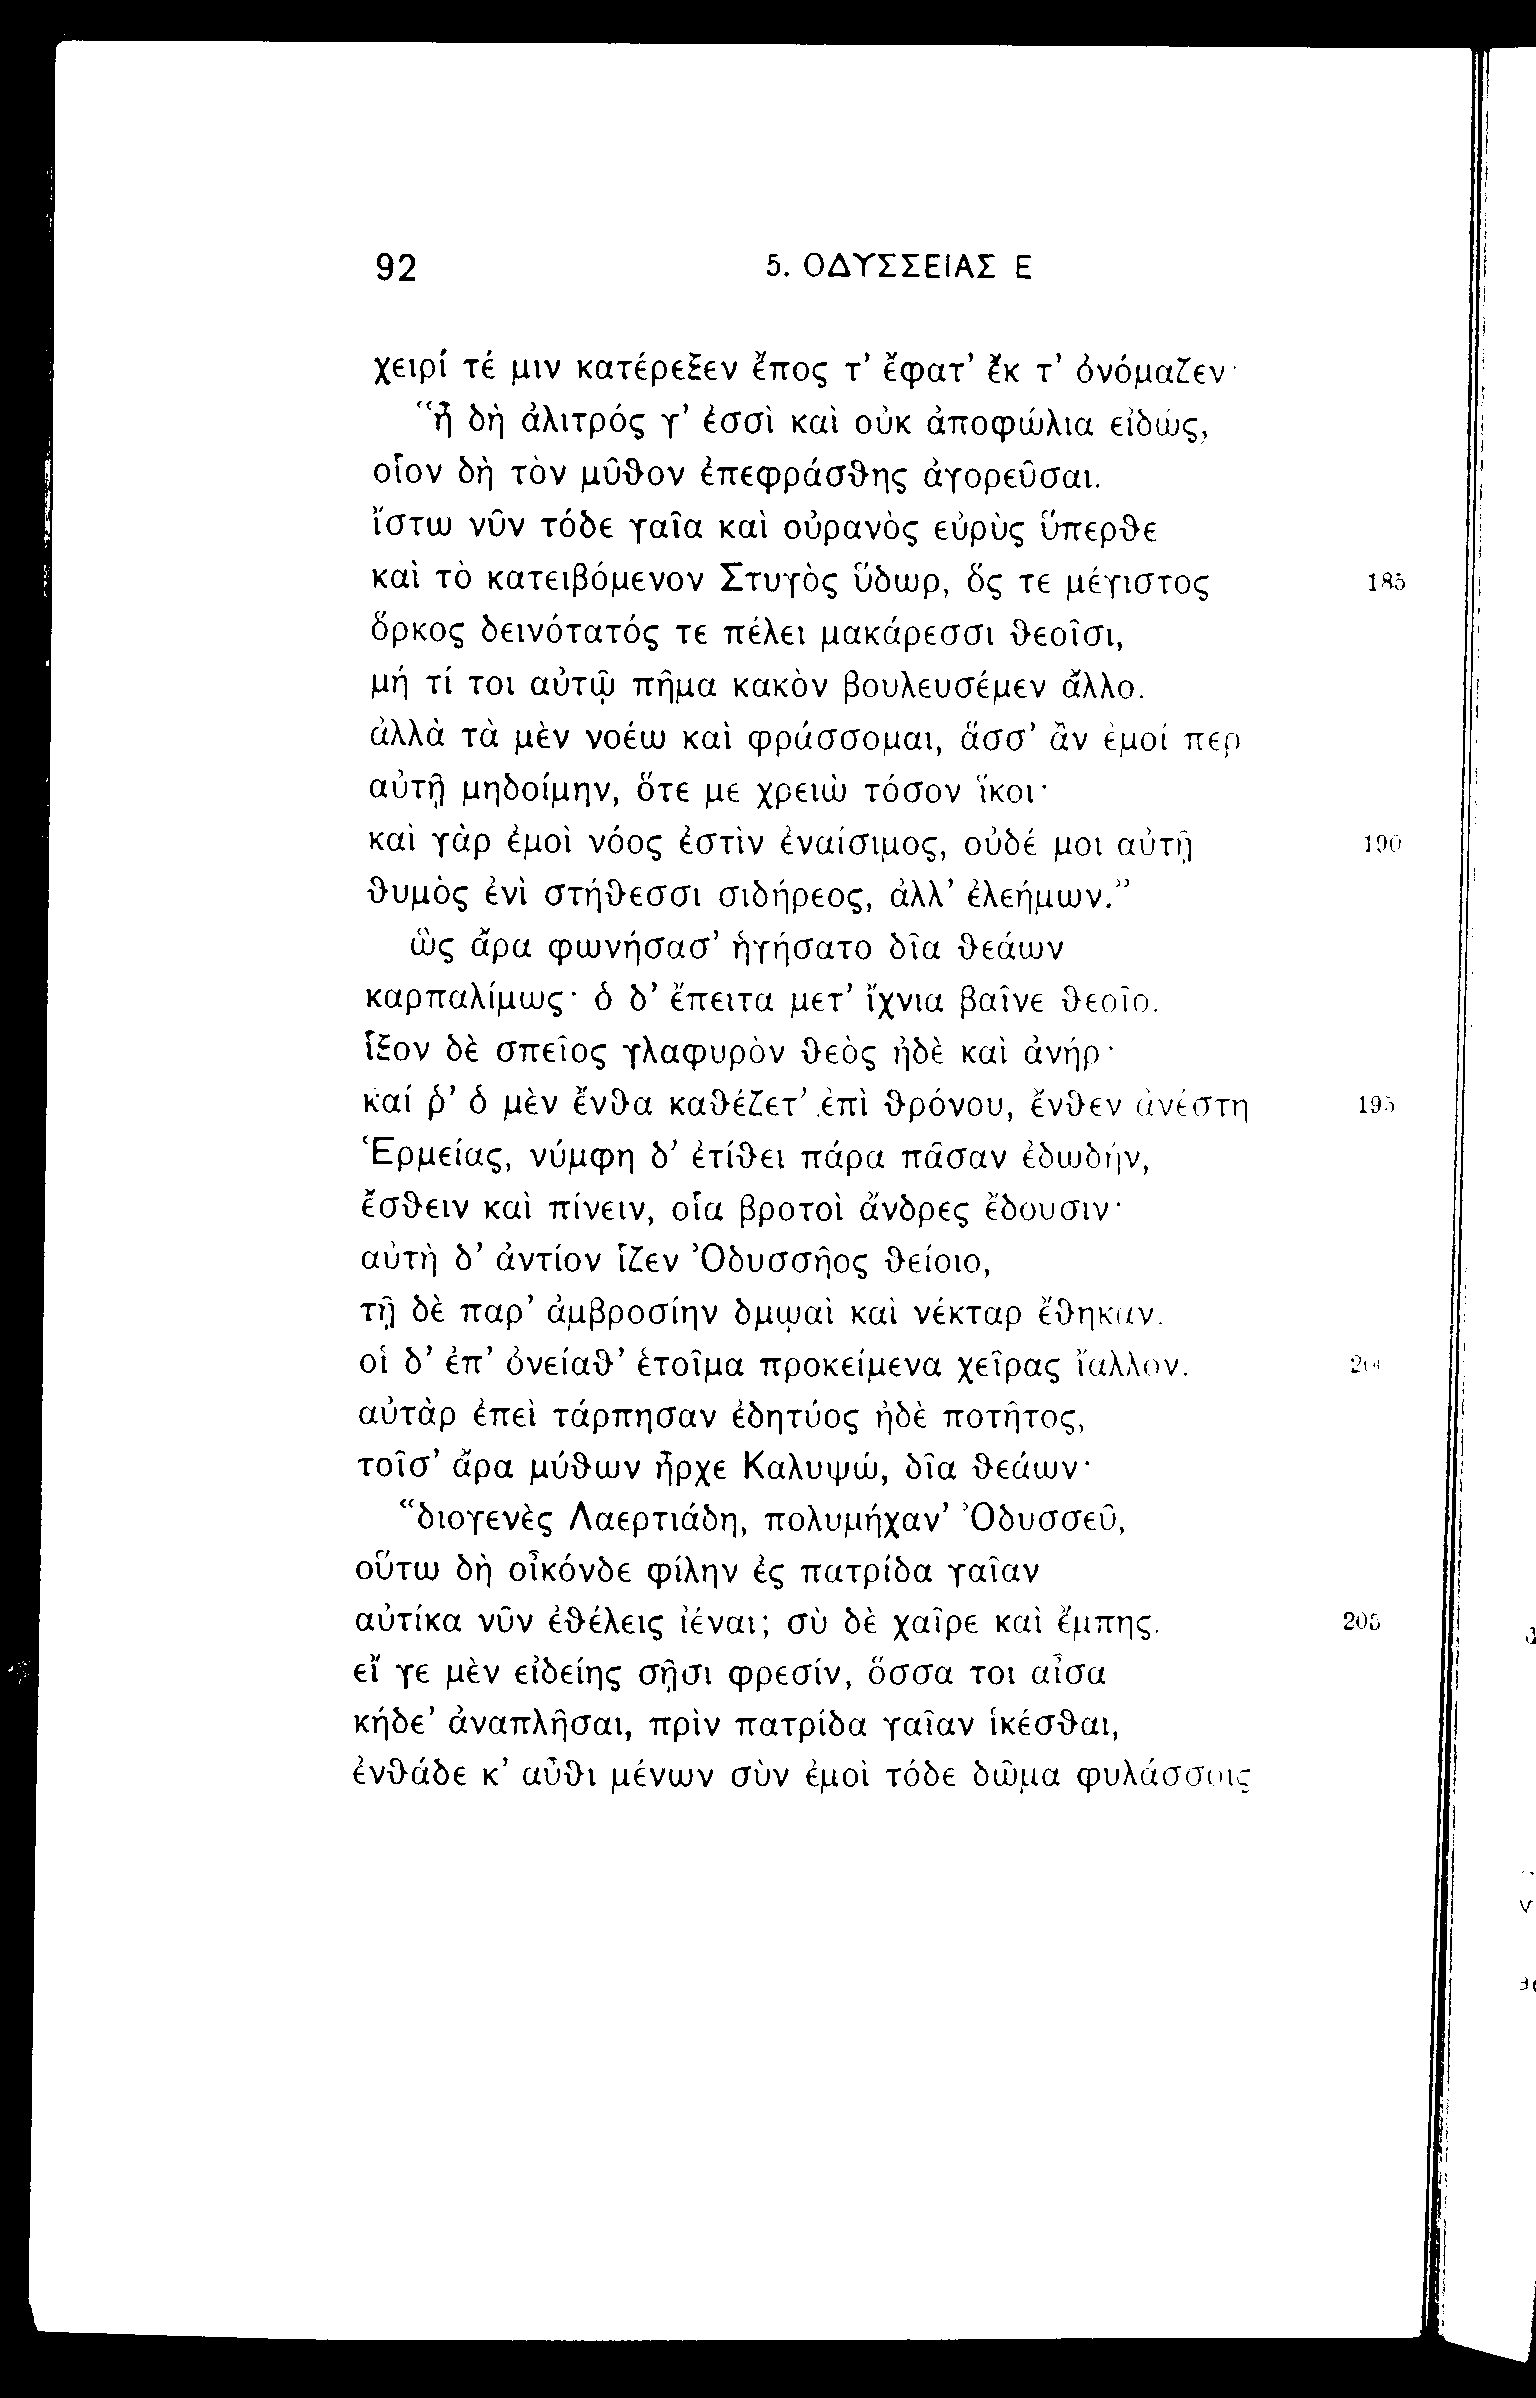 92 5. ΟΔΥΣΣΕΙΑΣ Ε
χειρί τέ μιν κατέρεξεν ἔπος τ’ ἔφατ’ ἔκ τ’ ὀνόμαζεν·
“ἦ δὴ ἀλιτρός γ’ ἐσσὶ καὶ οὐκ ἀποφώλια εἰδώς,
οἷον δὴ τὸν μῦθον ἐπεφράσθης ἀγορεῦσαι.
ἴστω νῦν τόδε γαῖα καὶ οὐρανὸς εὐρὺς ὕπερθε
καὶ τὸ κατειβόμενον Στυγὸς ὕδωρ, ὅς τε μέγιστος 185
ὅρκος δεινότατός τε πέλει μακάρεσσι θεοῖσι,
μή τί τοι αὐτῷ πῆμα κακὸν βουλευσέμεν ἄλλο.
ἀλλὰ τὰ μὲν νοέω καὶ φράσσομαι, ἅσσ’ ἂν ἐμοί περ
αὐτῇ μηδοίμην, ὅτε με χρειὼ τόσον ἵκοι·
καὶ γὰρ ἐμοὶ νόος ἐστὶν ἐναίσιμος, οὐδέ μοι αὐτῇ 190
θυμὸς ἐνὶ στήθεσσι σιδήρεος, ἀλλ’ ἐλεήμων.”
ὣς ἄρα φωνήσασ’ ἡγήσατο δῖα θεάων
καρπαλίμως· ὁ δ’ ἔπειτα μετ’ ἴχνια βαῖνε θεοῖο.
ἷξον δὲ σπεῖος γλαφυρὸν θεὸς ἠδὲ καὶ ἀνήρ·
καί ῥ’ ὁ μὲν ἔνθα καθέζετ’ ἐπὶ θρόνου, ἔνθεν ἀνέστη 195
Ἑρμείας, νύμφη δ’ ἐτίθει πάρα πᾶσαν ἐδωδήν,
ἔσθειν καὶ πίνειν, οἷα βροτοὶ ἄνδρες ἔδουσιν·
αὐτὴ δ’ ἀντίον ἷζεν Ὀδυσσῆος θείοιο,
τῇ δὲ παρ’ ἀμβροσίην δμῳαὶ καὶ νέκταρ ἔθηκαν.
οἱ δ’ ἐπ’ ὀνείαθ’ ἑτοῖμα προκείμενα χεῖρας ἴαλλον. 200
αὐτὰρ ἐπεὶ τάρπησαν ἐδητύος ἠδὲ ποτῆτος,
τοῖσ’ ἄρα μύθων ἦρχε Καλυψώ, δῖα θεάων·
“διογενὲς Λαερτιάδη, πολυμήχαν’ Ὀδυσσεῦ,
οὕτω δὴ οἶκόνδε φίλην ἐς πατρίδα γαῖαν
αὐτίκα νῦν ἐθέλεις ἰέναι; σὺ δὲ χαῖρε καὶ ἔμπης. 205
εἴ γε μὲν εἰδείης σῇσι φρεσίν, ὅσσα τοι αἶσα
κήδε’ ἀναπλῆσαι, πρὶν πατρίδα γαῖαν ἱκέσθαι,
ἐνθάδε κ’ αὖθι μένων σὺν ἐμοὶ τόδε δῶμα φυλάσσοις